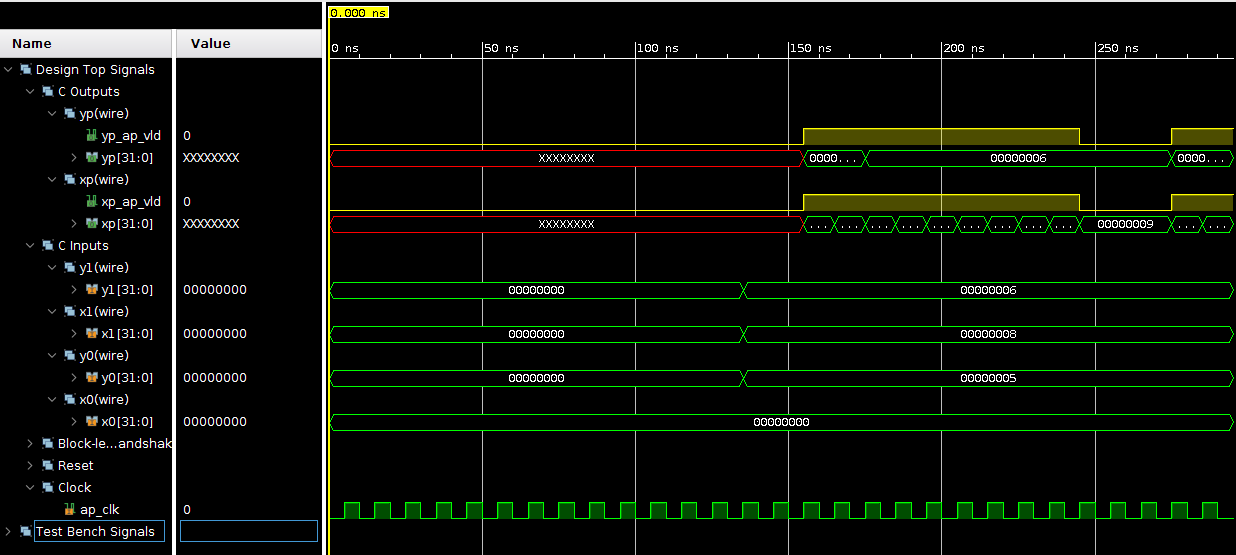 0.000 ns
Name Value
0 ns 50 ns 100 ns 150 ns 200 ns 250 ns
Design Top Signals
C Outputs
yp(wire)
yp_ap_vld 0
yp[31:0] XXXXXXXX XXXXXXXX 0000... 00000006 0000...
xp(wire)
xp_ap_vld 0
xp[31:0] XXXXXXXX XXXXXXXX ... ... ... ... ... ... ... ... ... 00000009 ... ...
C Inputs
y1(wire)
y1[31:0] 00000000 00000000 00000006
x1(wire)
x1[31:0] 00000000 00000000 00000008
y0(wire)
y0[31:0] 00000000 00000000 00000005
x0(wire)
x0[31:0] 00000000 00000000
Block-le...andshak
Reset
Clock
ap_clk 0
Test Bench Signals